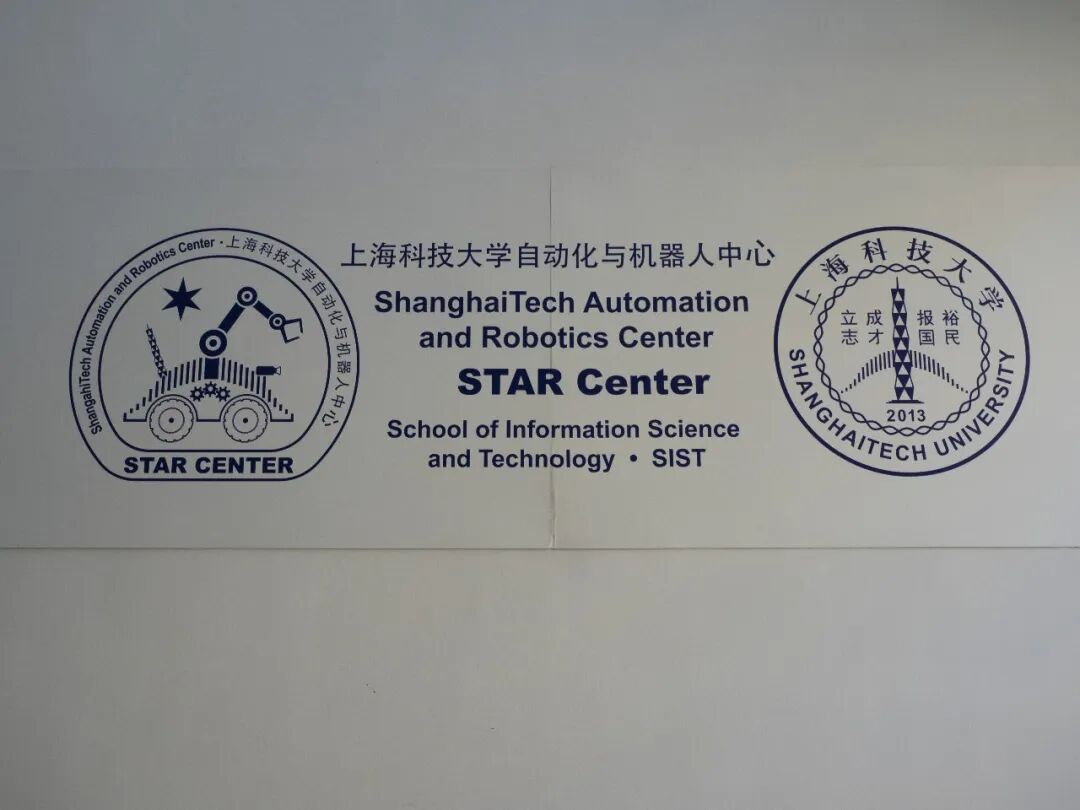 ShangahiTech Automation and Robotics Center · 上海科技大学自动化与机器人中心
STAR CENTER
上海科技大学自动化与机器人中心
ShanghaiTech Automation
and Robotics Center
STAR Center
School of Information Science
and Technology • SIST
上海科技大学
立成 报裕
志才 国民
2013
SHANGHAITECH UNIVERSITY